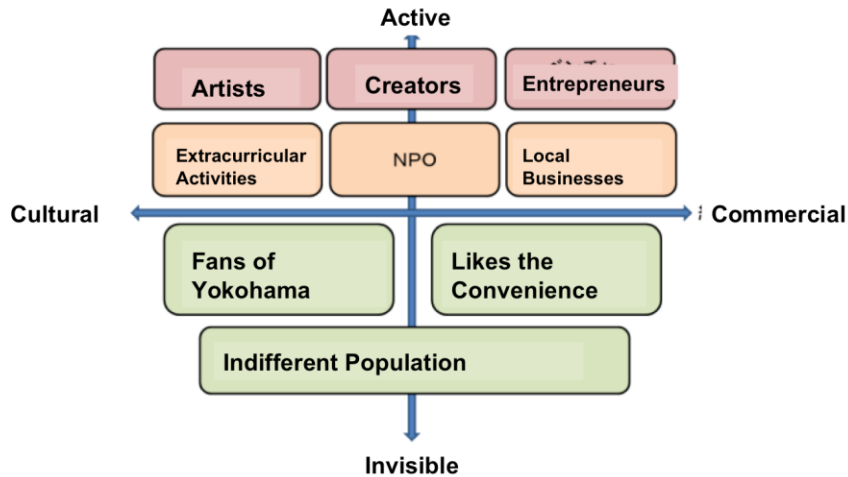 Active
Artists
Creators
Entrepreneurs
Extracurricular
Activities
NPO
Local
Businesses
Cultural
Commercial
Fans of
Yokohama
Likes the
Convenience
Indifferent Population
Invisible